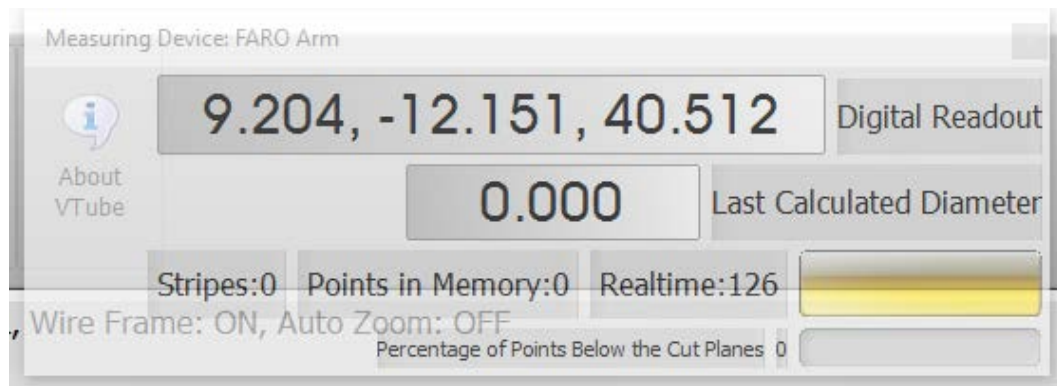 Measuring Device: FARO Arm
9.204, -12.151, 40.512 Digital Readout
About
VTube
0.000 Last Calculated Diameter
Stripes:0 Points in Memory:0 Realtime:126
, Wire Frame: ON, Auto Zoom: OFF
Percentage of Points Below the Cut Planes 0